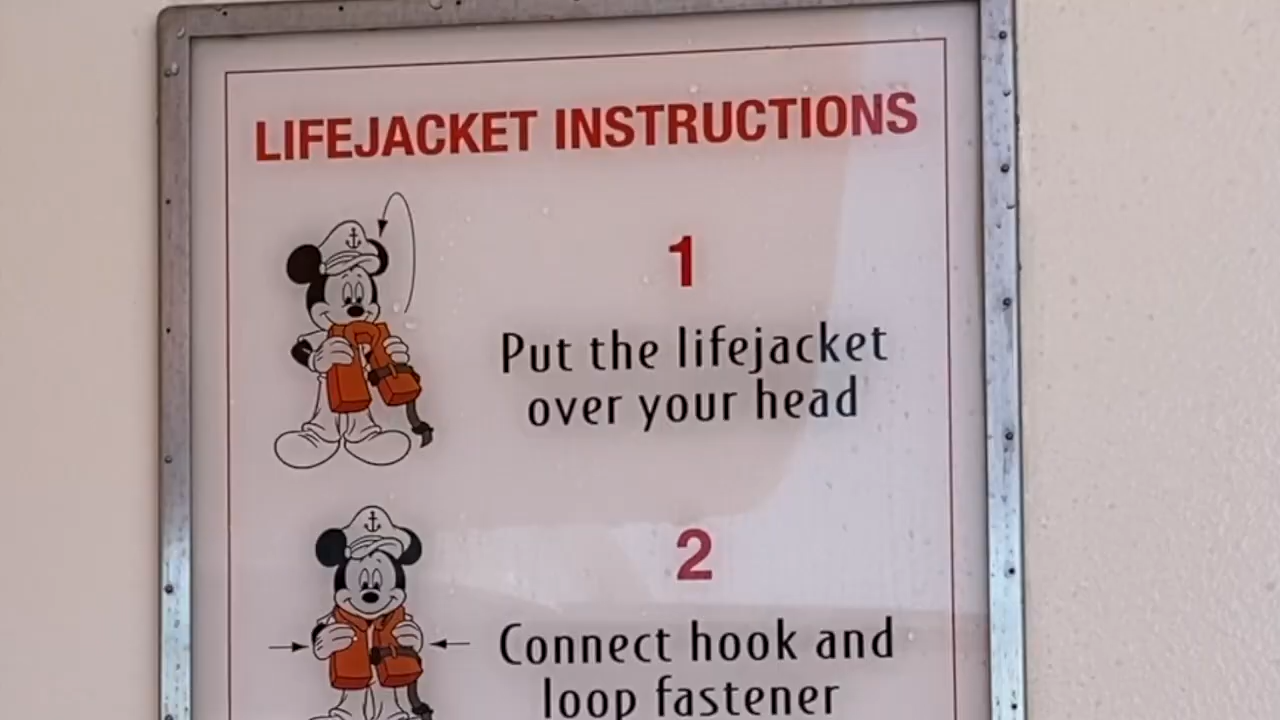 LIFEJACKET INSTRUCTIONS
1
Put the lifejacket
over your head
2
Connect hook and
loop fastener